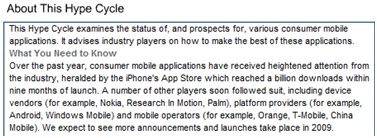 About This Hype Cycle
This Hype Cycle examines the status of, and prospects for, various consumer mobile
applications. It advises industry players on how to make the best of these applications.
What You Need to Know
Over the past year, consumer mobile applications have received heightened attention from
the industry, heralded by the iPhone's App Store which reached a billion downloads within
nine months of launch. A number of other players soon followed suit, including device
vendors (for example, Nokia, Research In Motion, Palm), platform providers (for example,
Android, Windows Mobile) and mobile operators (for example, Orange, T-Mobile, China
Mobile). We expect to see more announcements and launches take place in 2009.